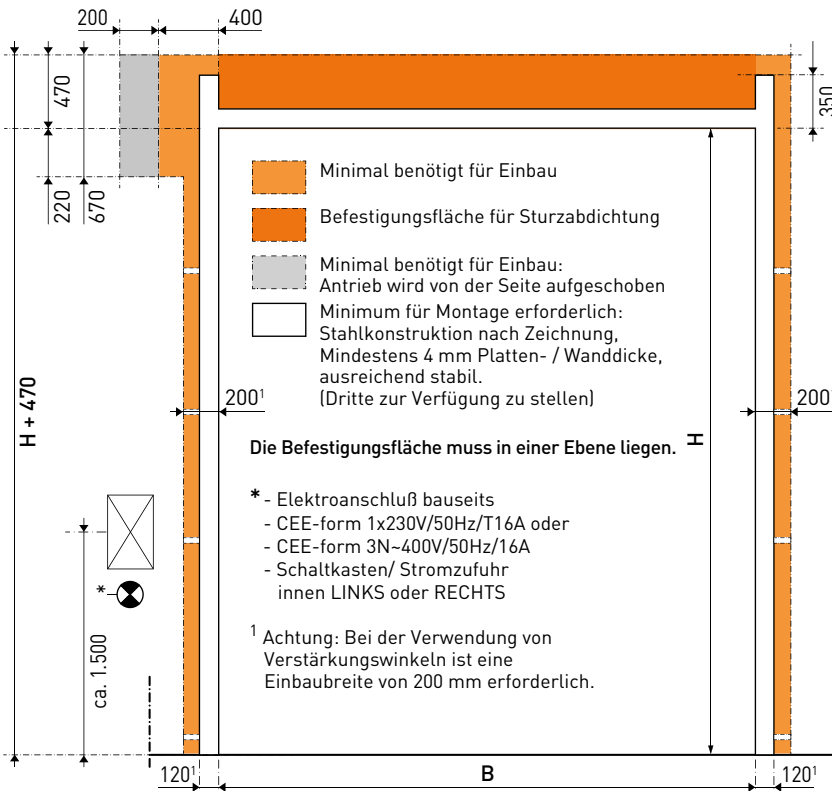 200
400
470
350
220
670
Minimal benötigt für Einbau
Befestigungsfläche für Sturzabdichtung
Minimal benötigt für Einbau:
Antrieb wird von der Seite aufgeschoben
Minimum für Montage erforderlich:
Stahlkonstruktion nach Zeichnung,
Mindestens 4 mm Platten- / Wanddicke,
ausreichend stabil.
(Dritte zur Verfügung zu stellen)
H + 470
200¹
200¹
Die Befestigungsfläche muss in einer Ebene liegen.
H
* - Elektroanschluß bauseits
- CEE-form 1x230V/50Hz/T16A oder
- CEE-form 3N~400V/50Hz/16A
- Schaltkasten/ Stromzufuhr
innen LINKS oder RECHTS
*
ca. 1.500
¹ Achtung: Bei der Verwendung von
Verstärkungswinkeln ist eine
Einbaubreite von 200 mm erforderlich.
120¹
B
120¹